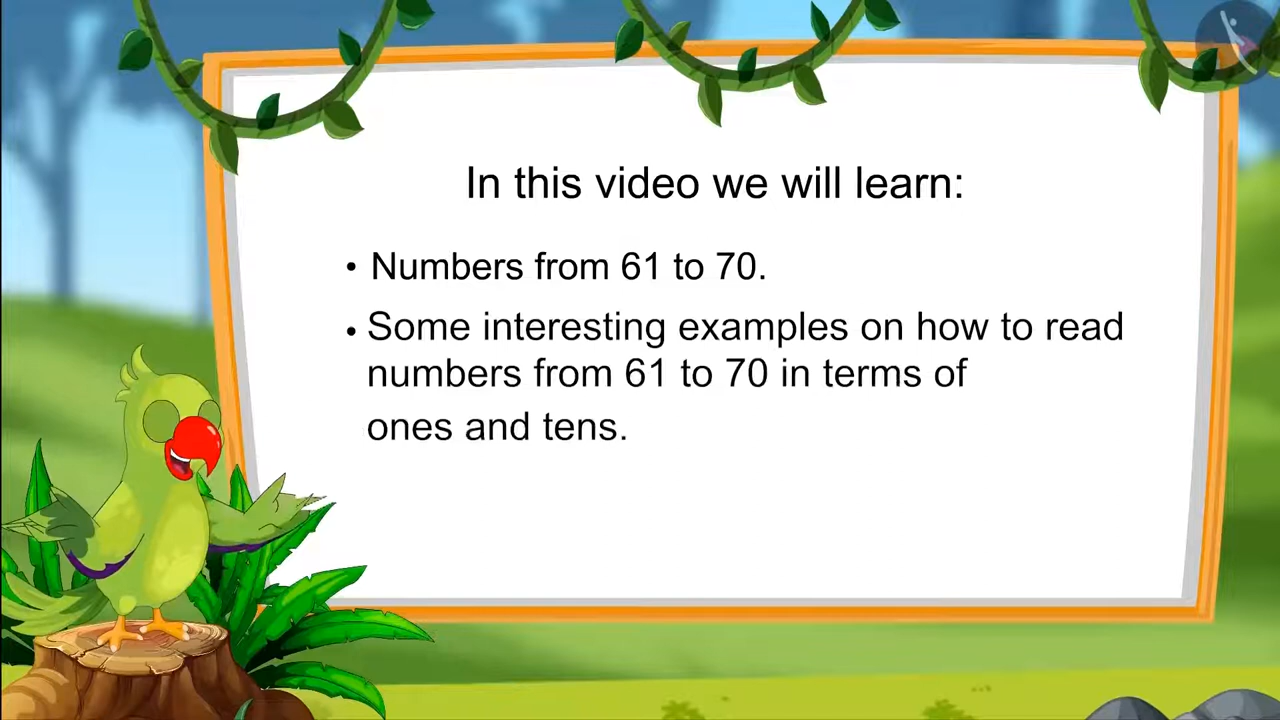 In this video we will learn:
• Numbers from 61 to 70.
• Some interesting examples on how to read
numbers from 61 to 70 in terms of
ones and tens.